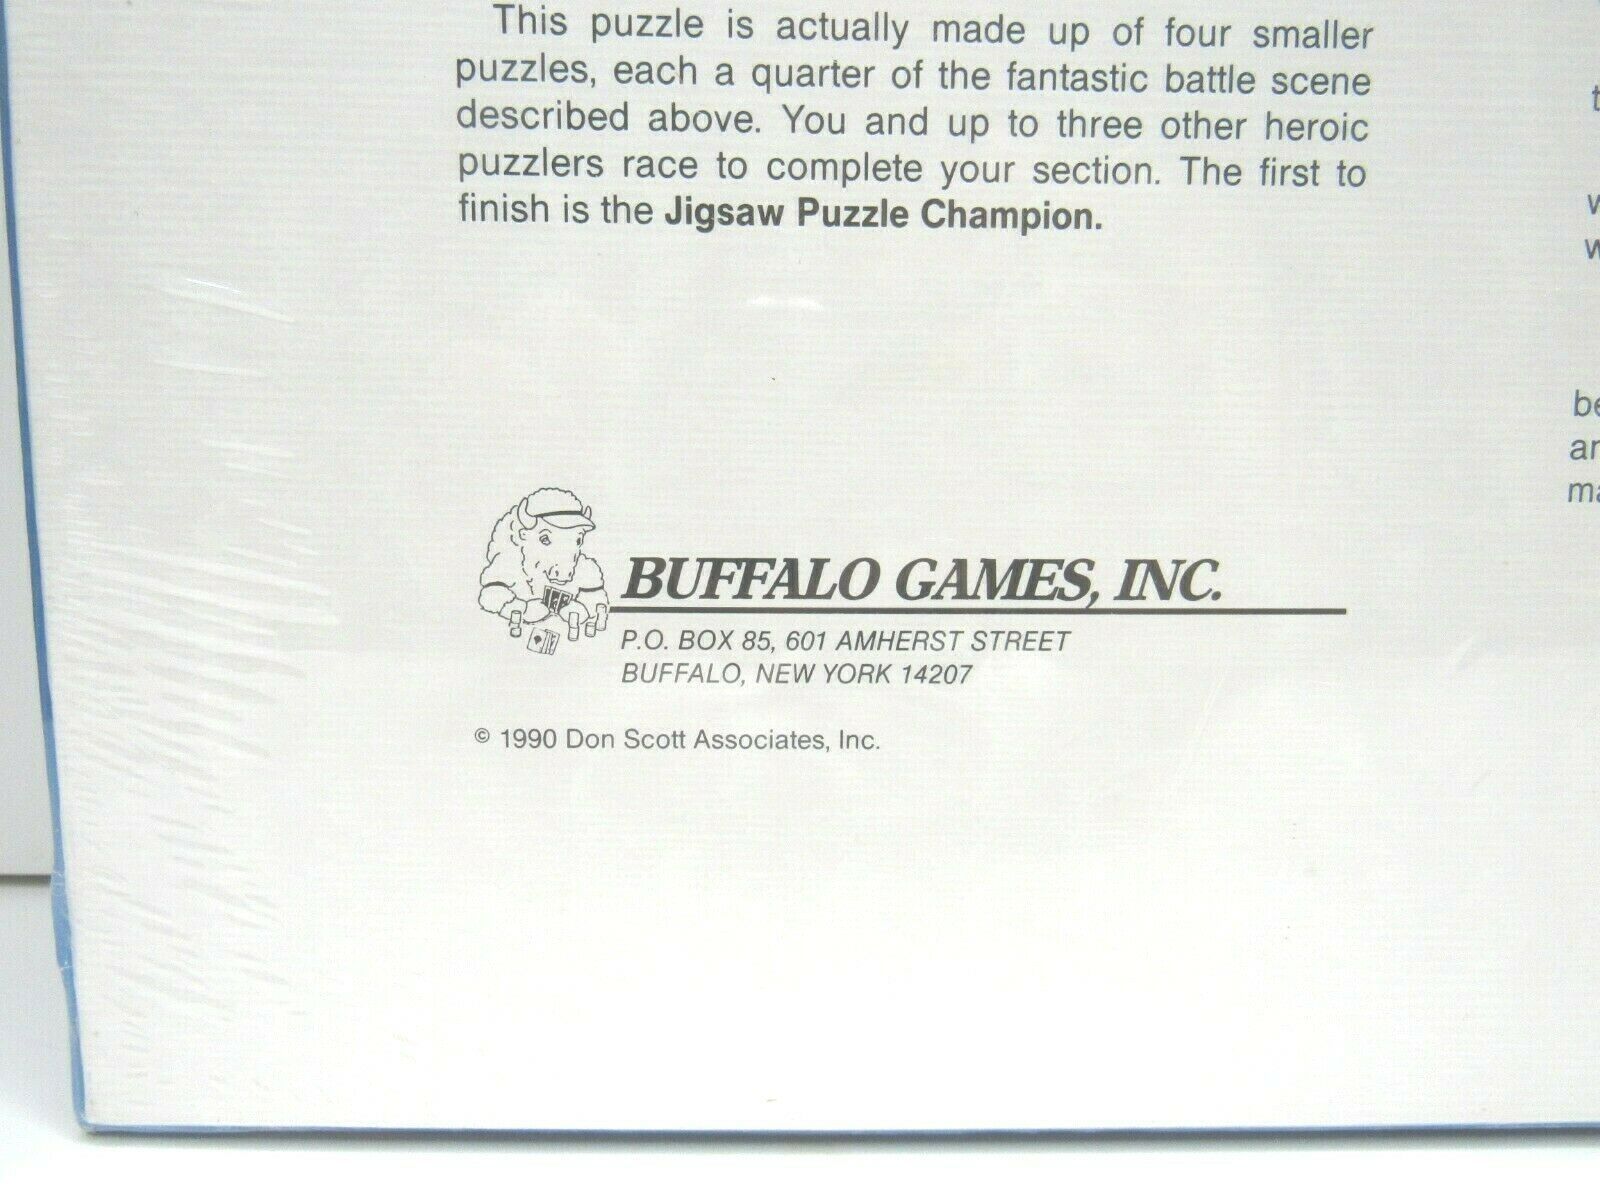 This puzzle is actually made up of four smaller
puzzles, each a quarter of the fantastic battle scene
described above. You and up to three other heroic
puzzlers race to complete your section. The first to
finish is the Jigsaw Puzzle Champion.
BUFFALO GAMES, INC.
P.O. BOX 85, 601 AMHERST STREET
BUFFALO, NEW YORK 14207
© 1990 Don Scott Associates, Inc.